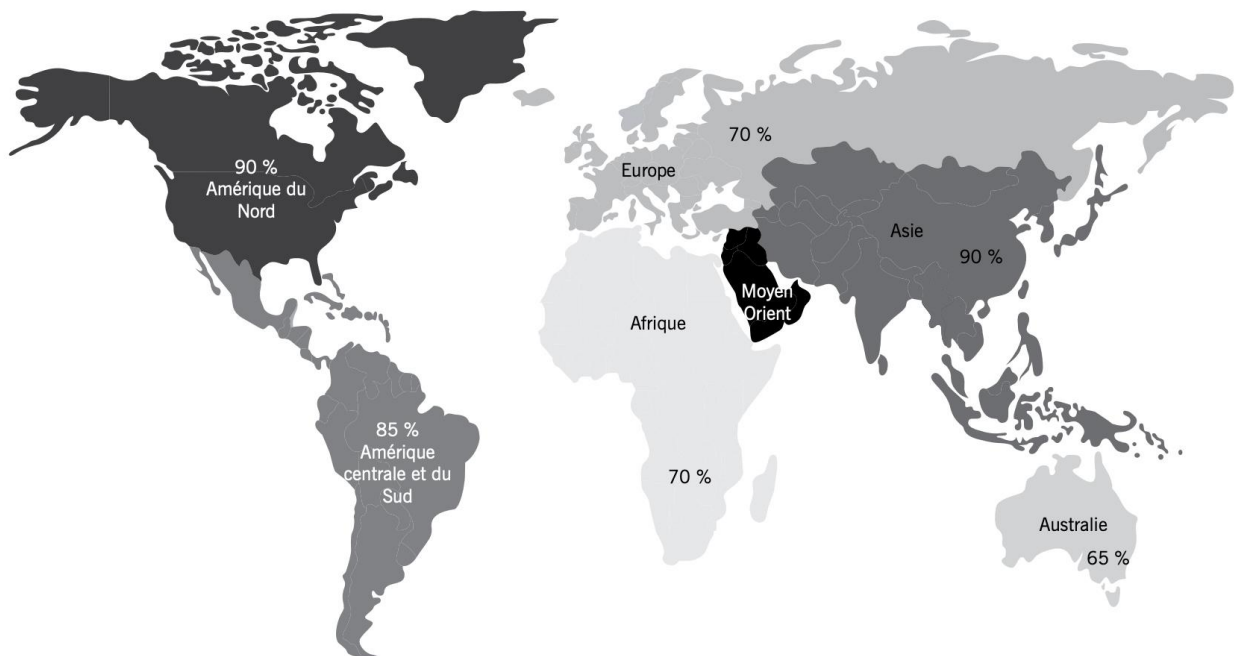 90 %
Amérique du
Nord
85 %
Amérique
centrale et du
Sud
70 %
Europe
Afrique
70 %
Moyen
Orient
Asie
90 %
Australie
65 %